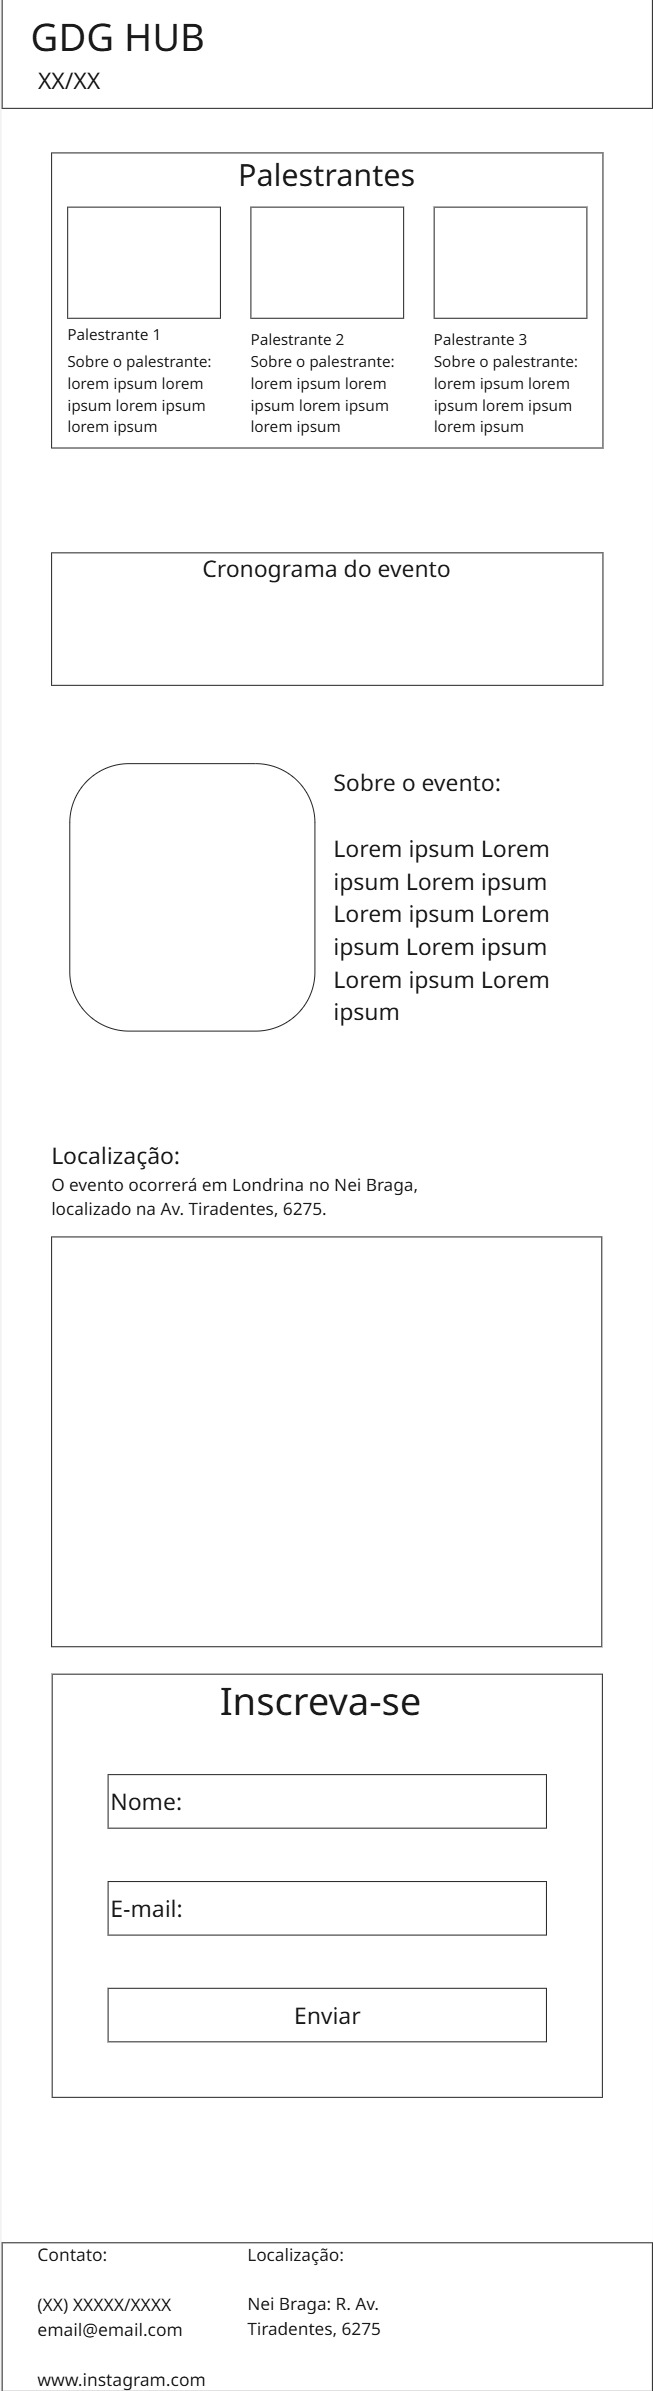 GDG HUB
XX/XX
Palestrantes
Palestrante 1
Sobre o palestrante:
lorem ipsum lorem
ipsum lorem ipsum
lorem ipsum
Palestrante 2
Sobre o palestrante:
lorem ipsum lorem
ipsum lorem ipsum
lorem ipsum
Palestrante 3
Sobre o palestrante:
lorem ipsum lorem
ipsum lorem ipsum
lorem ipsum
Cronograma do evento
Sobre o evento:
Lorem ipsum Lorem
ipsum Lorem ipsum
Lorem ipsum Lorem
ipsum Lorem ipsum
Lorem ipsum Lorem
ipsum
Localização:
O evento ocorrerá em Londrina no Nei Braga,
localizado na Av. Tiradentes, 6275.
Inscreva-se
Nome:
E-mail:
Enviar
Contato:
(XX) XXXXX/XXXX
email@email.com
www.instagram.com
Localização:
Nei Braga: R. Av.
Tiradentes, 6275